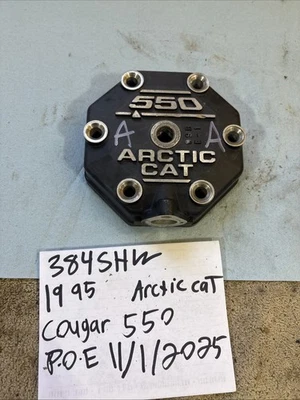 550
A A
ARCTIC
CAT
384SHW
1995 Arctic caT
Cougar 550
P.O.E 11/1/2025